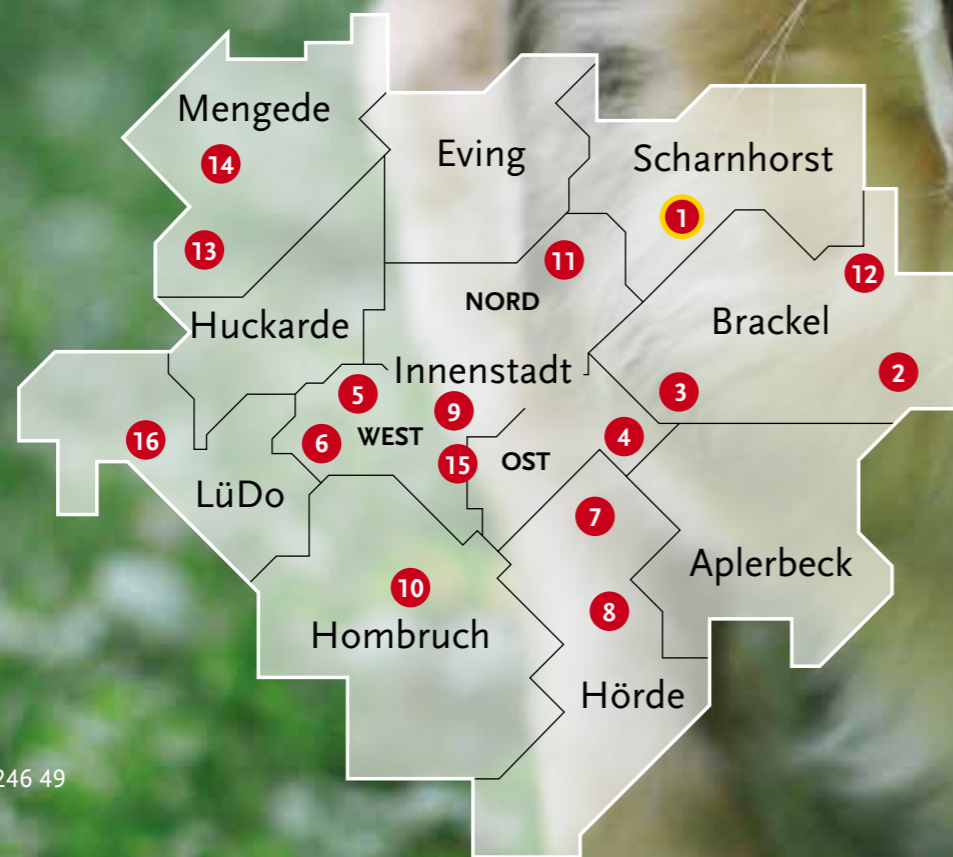 Mengede
14
13
Eving
Scharnhorst
1
11
NORD
12
Brackel
Huckarde
Innenstadt
2
3
5
9
4
6
WEST
16
15
OST
LüDo
7
Aplerbeck
10
8
Hombruch
Hörde
246 49